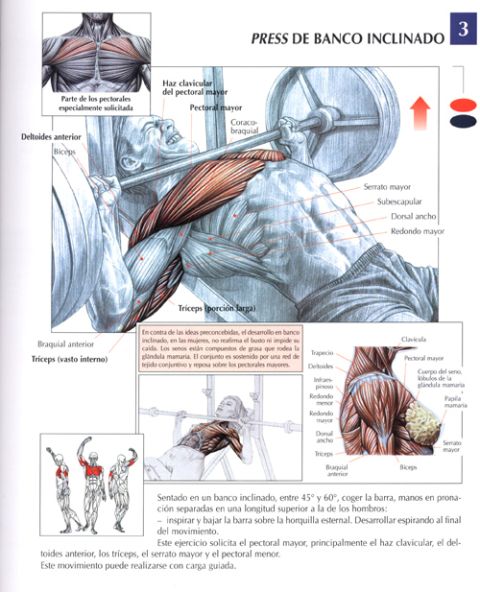 PRESS DE BANCO INCLINADO
3
Parte de los pectorales
especialmente solicitada
Haz clavicular
del pectoral mayor
Pectoral mayor
Coraco-
braquial
Deltoides anterior
Bíceps
Serrato mayor
Subescapular
Dorsal ancho
Redondo mayor
Tríceps (porción larga)
Braquial anterior
Tríceps (vasto interno)
En contra de las ideas preconcebidas, el desarrollo en banco
inclinado, en las mujeres, no reafirma el busto ni impide su
caída. Los senos están compuestos de grasa que rodea la
glándula mamaria. El conjunto es sostenido por una red de
tejido conjuntivo y reposa sobre los pectorales mayores.
Clavícula
Trapecio
Pectoral mayor
Deltoides
Cuerpo del seno,
lóbulos de la
glándula mamaria
Infraes-
pinoso
Redondo
menor
Papila
mamaria
Redondo
mayor
Dorsal
ancho
Serrato
mayor
Tríceps
Braquial
anterior
Bíceps
Sentado en un banco inclinado, entre 45° y 60°, coger la barra, manos en prona-
ción separadas en una longitud superior a la de los hombros:
– inspirar y bajar la barra sobre la horquilla esternal. Desarrollar espirando al final
del movimiento.
Este ejercicio solicita el pectoral mayor, principalmente el haz clavicular, el del-
toides anterior, los tríceps, el serrato mayor y el pectoral menor.
Este movimiento puede realizarse con carga guiada.